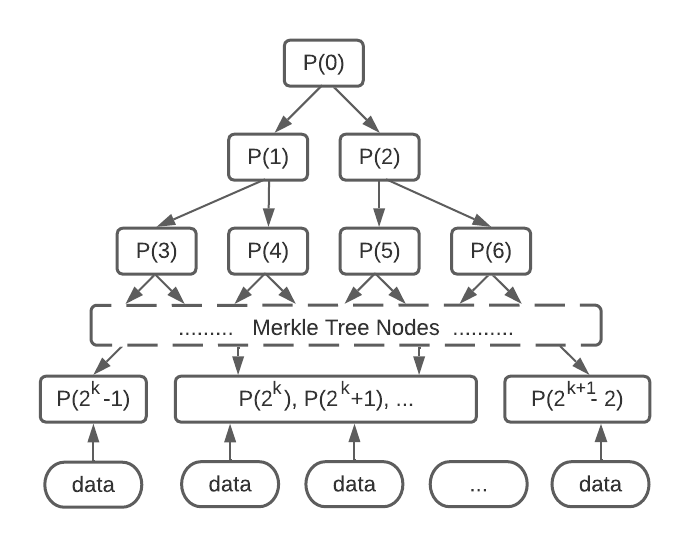 P(0)
P(1) P(2)
P(3) P(4) P(5) P(6)
......... Merkle Tree Nodes ..........
P(2^k-1) P(2^k), P(2^k+1), ... P(2^k+1- 2)
data data data ... data